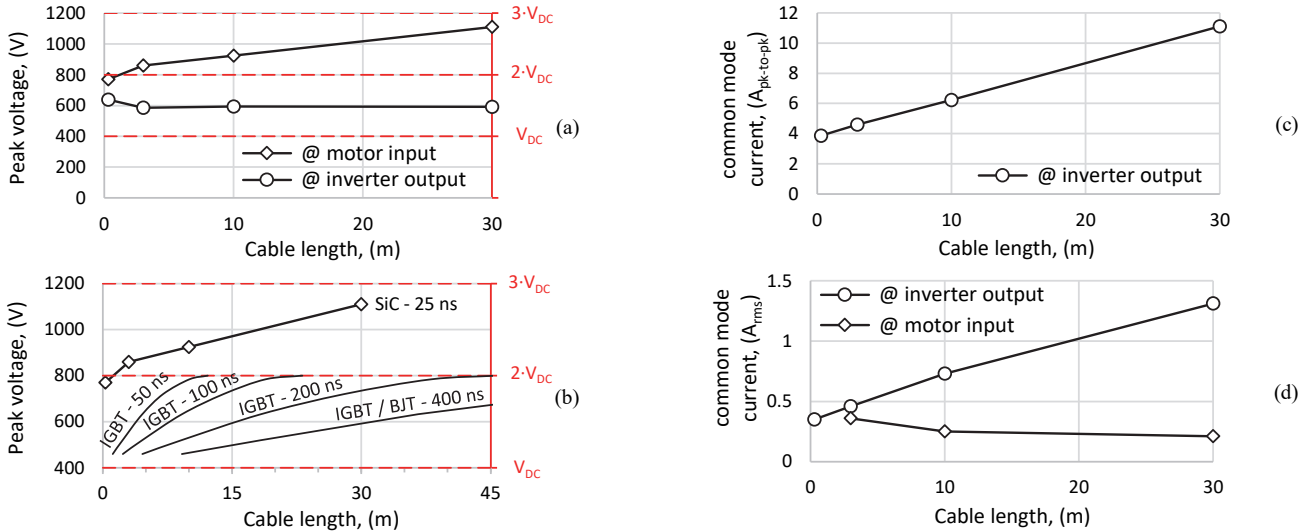 Peak voltage, (V)
1200
1000
800
600
400
200
0
3·V_DC
2·V_DC
V_DC
@ motor input
@ inverter output
0 10 20 30
Cable length, (m)
(a)
Peak voltage, (V)
1200
1000
800
600
400
3·V_DC
2·V_DC
V_DC
SiC - 25 ns
IGBT - 50 ns
IGBT - 100 ns
IGBT - 200 ns
IGBT / BJT - 400 ns
0 15 30 45
Cable length, (m)
(b)
common mode
current, (A_pk-to-pk)
12
10
8
6
4
2
0
@ inverter output
0 10 20 30
Cable length, (m)
(c)
common mode
current, (A_rms)
1.5
1
0.5
0
@ inverter output
@ motor input
0 10 20 30
Cable length, (m)
(d)